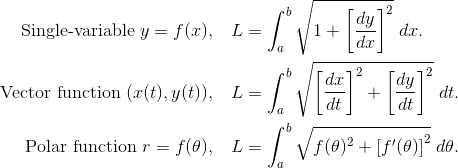 Single-variable y = f(x), L = ∫_a^b √(1 + [dy/dx]^2) dx.
Vector function (x(t), y(t)), L = ∫_a^b √([dx/dt]^2 + [dy/dt]^2) dt.
Polar function r = f(θ), L = ∫_a^b √(f(θ)^2 + [f′(θ)]^2) dθ.